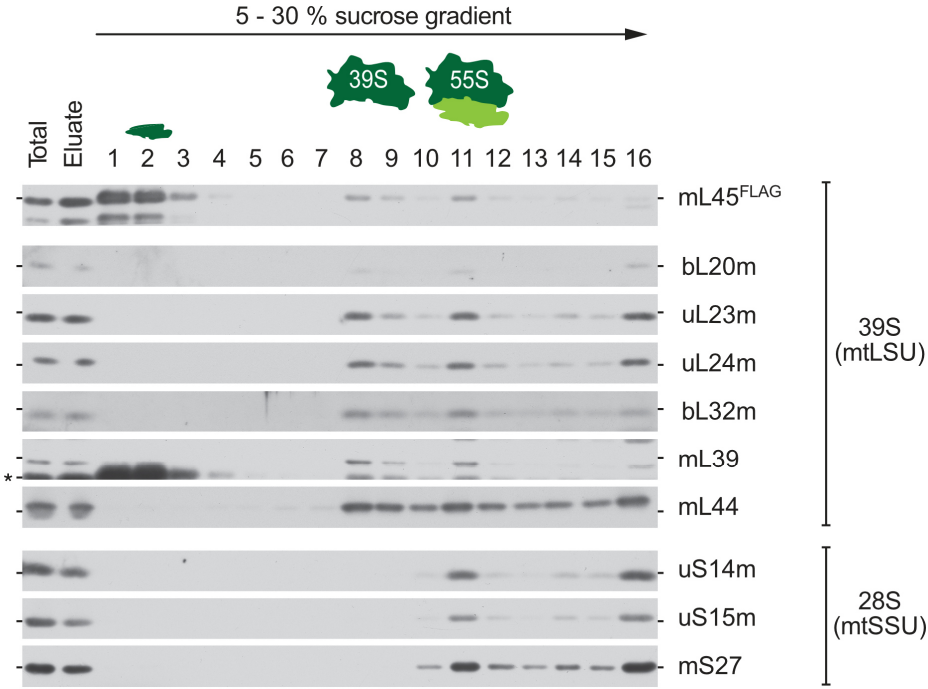 5 - 30 % sucrose gradient
39S 55S
Total Eluate 1 2 3 4 5 6 7 8 9 10 11 12 13 14 15 16
mL45FLAG
bL20m
uL23m
uL24m
bL32m
mL39
*
mL44
39S
(mtLSU)
uS14m
uS15m
mS27
28S
(mtSSU)